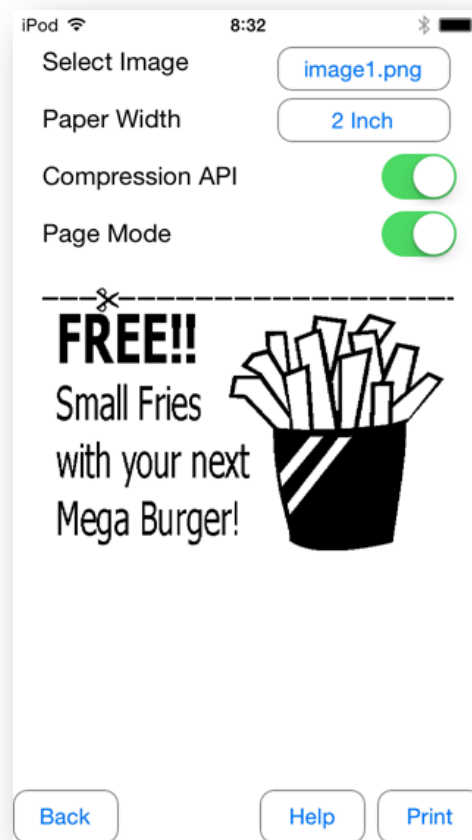 iPod 8:32
Select Image image1.png
Paper Width 2 Inch
Compression API
Page Mode
FREE!!
Small Fries
with your next
Mega Burger!
Back Help Print